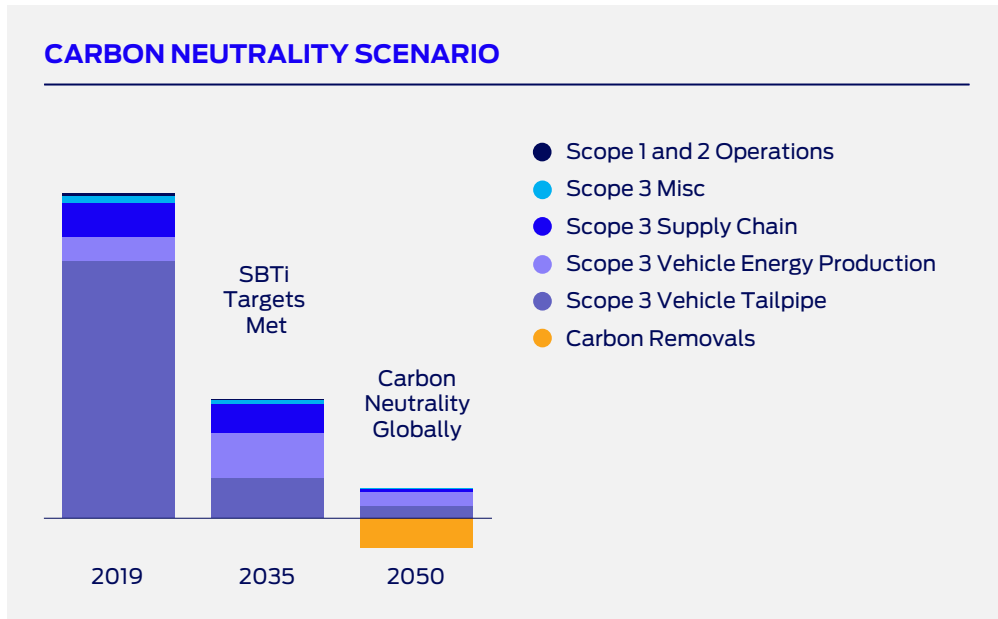 CARBON NEUTRALITY SCENARIO
Scope 1 and 2 Operations
Scope 3 Misc
Scope 3 Supply Chain
Scope 3 Vehicle Energy Production
Scope 3 Vehicle Tailpipe
Carbon Removals
SBTi
Targets
Met
Carbon
Neutrality
Globally
2019
2035
2050